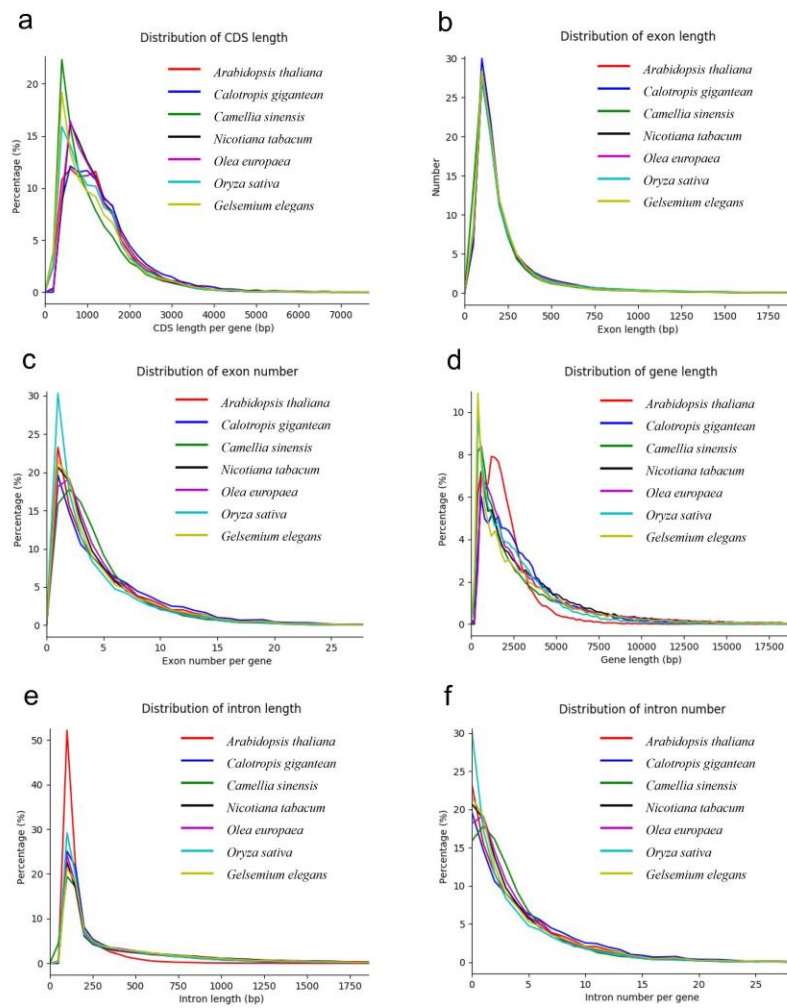 a
Distribution of CDS length
Percentage (%)
20
15
10
5
0
Arabidopsis thaliana
Calotropis gigantean
Camellia sinensis
Nicotiana tabacum
Olea europaea
Oryza sativa
Gelsemium elegans
0 1000 2000 3000 4000 5000 6000 7000
CDS length per gene (bp)
b
Distribution of exon length
Number
30
25
20
15
10
5
0
Arabidopsis thaliana
Calotropis gigantean
Camellia sinensis
Nicotiana tabacum
Olea europaea
Oryza sativa
Gelsemium elegans
0 250 500 750 1000 1250 1500 1750
Exon length (bp)
c
Distribution of exon number
Percentage (%)
30
25
20
15
10
5
0
Arabidopsis thaliana
Calotropis gigantean
Camellia sinensis
Nicotiana tabacum
Olea europaea
Oryza sativa
Gelsemium elegans
0 5 10 15 20 25
Exon number per gene
d
Distribution of gene length
Percentage (%)
10
8
6
4
2
0
Arabidopsis thaliana
Calotropis gigantean
Camellia sinensis
Nicotiana tabacum
Olea europaea
Oryza sativa
Gelsemium elegans
0 2500 5000 7500 10000 12500 15000 17500
Gene length (bp)
e
Distribution of intron length
Percentage (%)
50
40
30
20
10
0
Arabidopsis thaliana
Calotropis gigantean
Camellia sinensis
Nicotiana tabacum
Olea europaea
Oryza sativa
Gelsemium elegans
0 250 500 750 1000 1250 1500 1750
Intron length (bp)
f
Distribution of intron number
Percentage (%)
30
25
20
15
10
5
0
Arabidopsis thaliana
Calotropis gigantean
Camellia sinensis
Nicotiana tabacum
Olea europaea
Oryza sativa
Gelsemium elegans
0 5 10 15 20 25
Intron number per gene